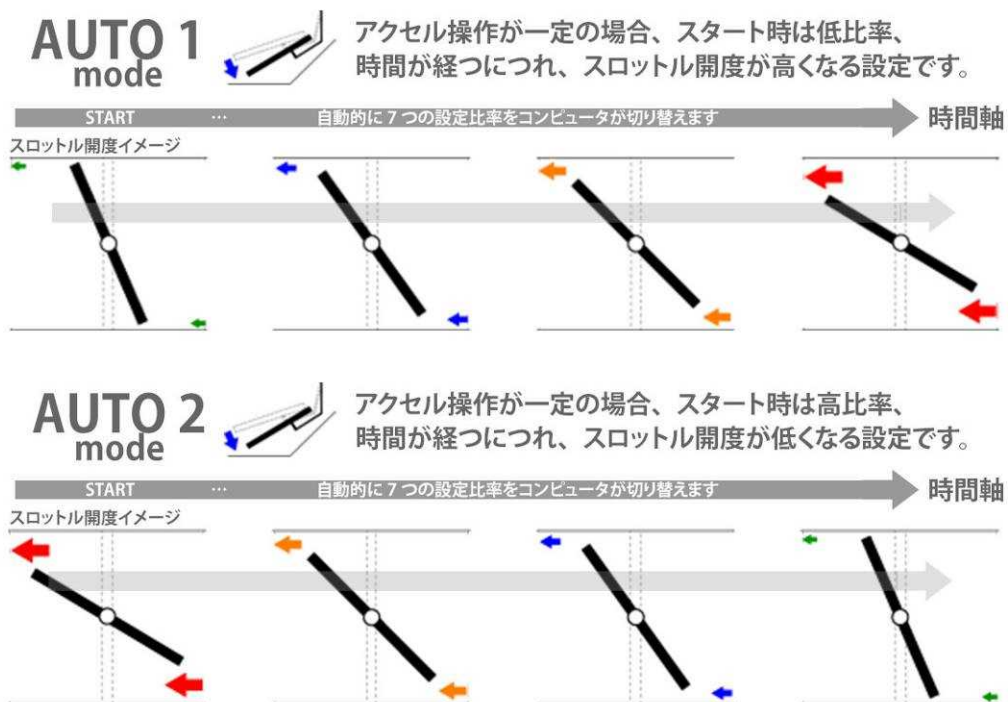 AUTO 1
mode
アクセル操作が一定の場合、スタート時は低比率、
時間が経つにつれ、スロットル開度が高くなる設定です。
START … 自動的に7つの設定比率をコンピュータが切り替えます 時間軸
スロットル開度イメージ
AUTO 2
mode
アクセル操作が一定の場合、スタート時は高比率、
時間が経つにつれ、スロットル開度が低くなる設定です。
START … 自動的に7つの設定比率をコンピュータが切り替えます 時間軸
スロットル開度イメージ